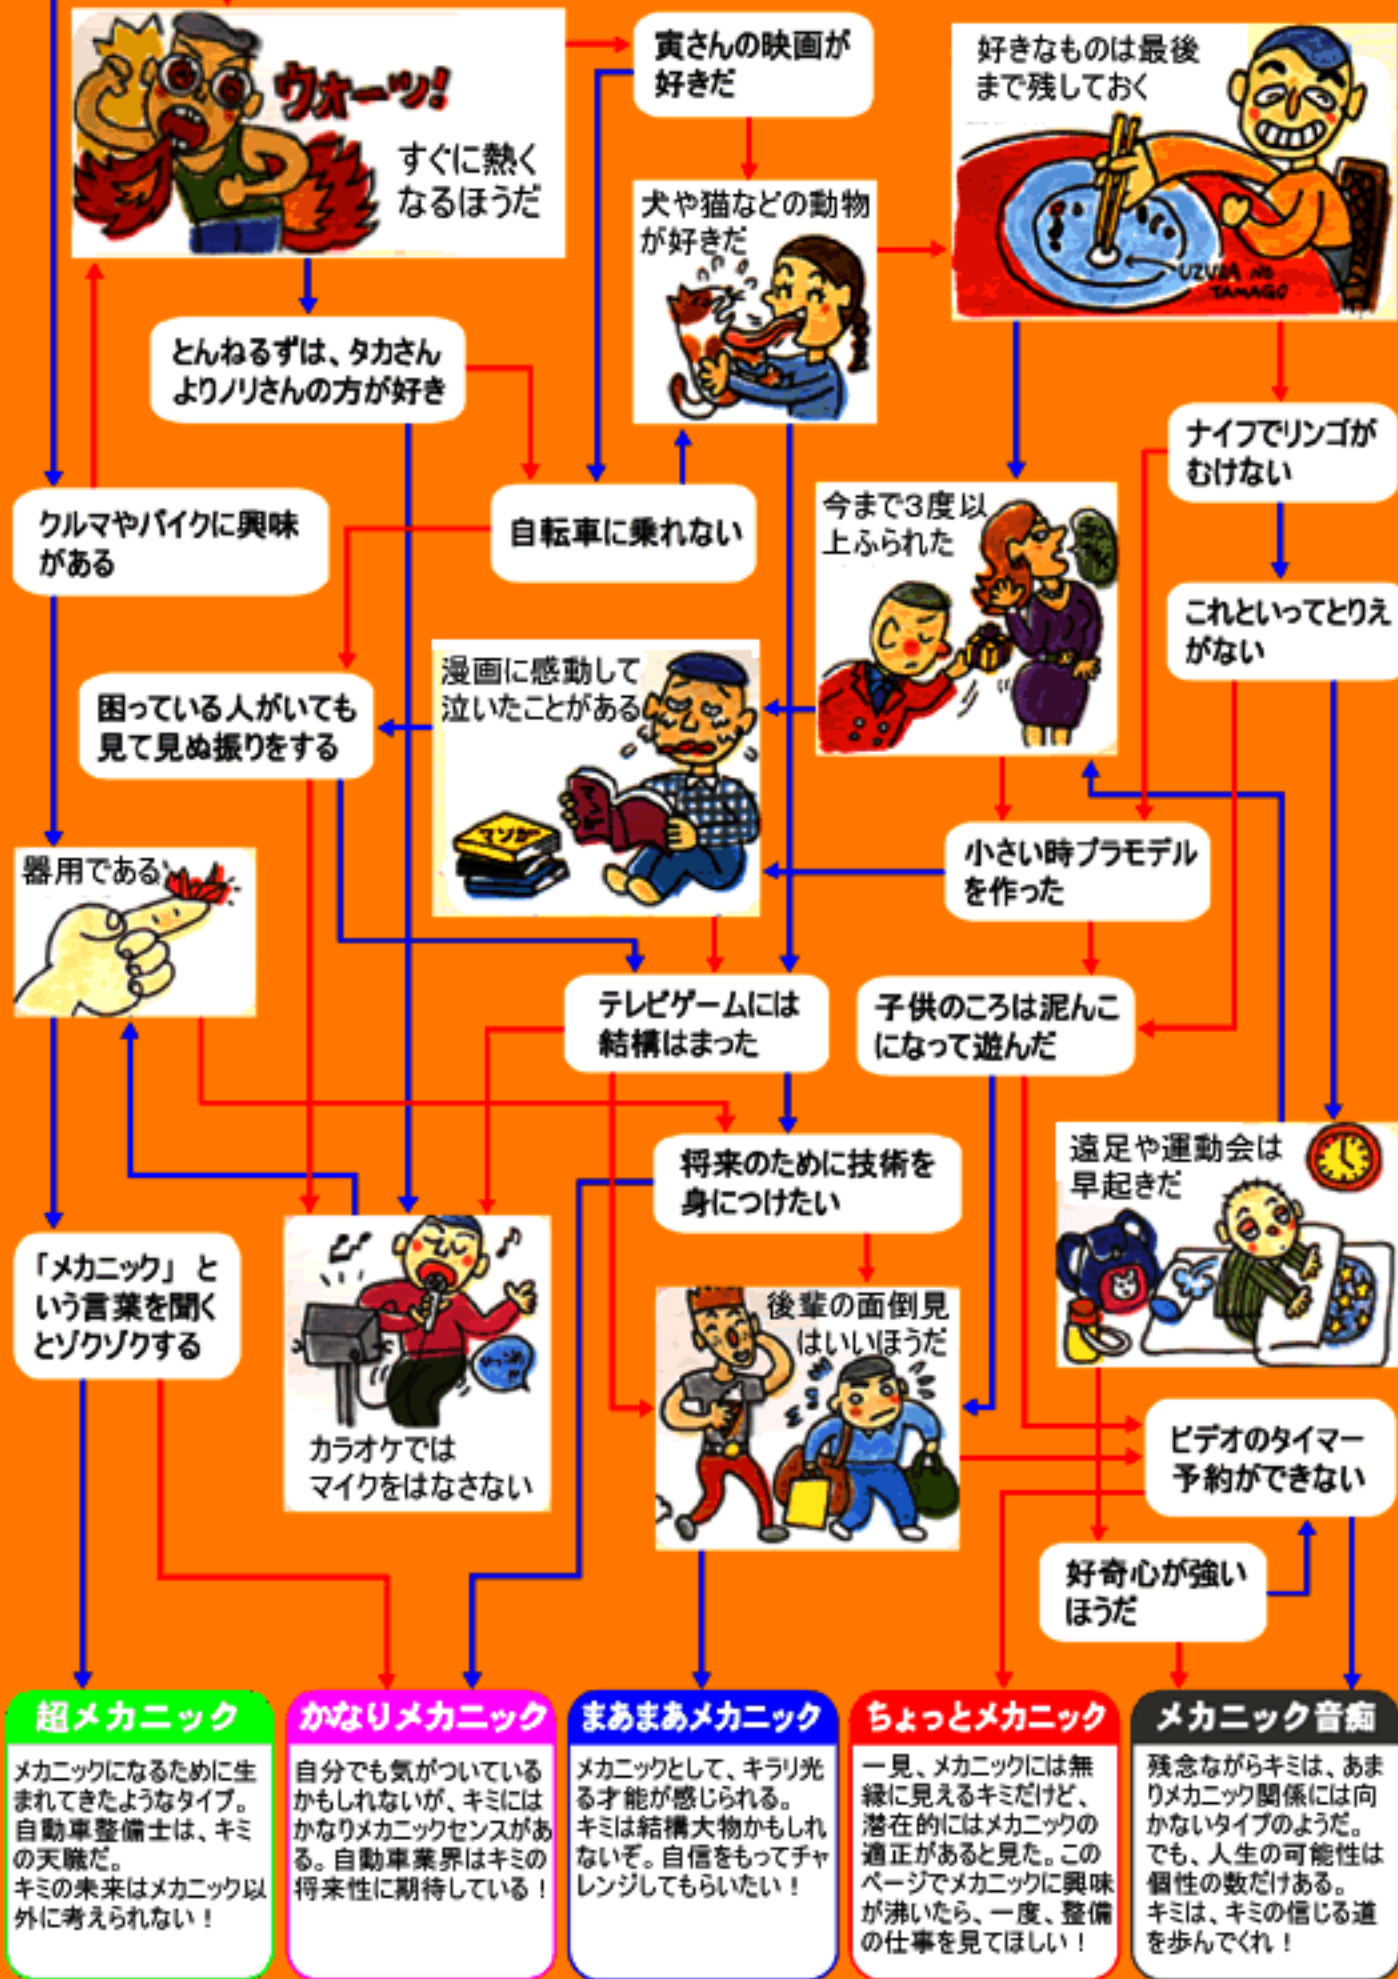 ウォーッ!
すぐに熱く
なるほうだ
寅さんの映画が
好きだ
好きなものは最後
まで残しておく
UZURA NO
TAMAGO
犬や猫などの動物
が好きだ
とんねるずは、タカさん
よりノリさんの方が好き
ナイフでリンゴが
むけない
クルマやバイクに興味
がある
自転車に乗れない
今まで3度以
上ふられた
これといってとりえ
がない
漫画に感動して
泣いたことがある
マンガ
困っている人がいても
見て見ぬ振りをする
器用である
小さい時プラモデル
を作った
テレビゲームには
結構はまった
子供のころは泥んこ
になって遊んだ
将来のために技術を
身につけたい
遠足や運動会は
早起きだ
「メカニック」と
いう言葉を聞く
とゾクゾクする
カラオケでは
マイクをはなさない
後輩の面倒見
はいいほうだ
ビデオのタイマー
予約ができない
好奇心が強い
ほうだ
超メカニック
メカニックになるために生
まれてきたようなタイプ。
自動車整備士は、キミ
の天職だ。
キミの未来はメカニック以
外に考えられない!
かなりメカニック
自分でも気がついている
かもしれないが、キミには
かなりメカニックセンスがあ
る。自動車業界はキミの
将来性に期待している!
まあまあメカニック
メカニックとして、キラリ光
る才能が感じられる。
キミは結構大物かもしれ
ないぞ。自信をもってチャ
レンジしてもらいたい!
ちょっとメカニック
一見、メカニックには無
縁に見えるキミだけど、
潜在的にはメカニックの
適正があると見た。この
ページでメカニックに興味
が沸いたら、一度、整備
の仕事を見てほしい!
メカニック音痴
残念ながらキミは、あま
りメカニック関係には向
かないタイプのようだ。
でも、人生の可能性は
個性の数だけある。
キミは、キミの信じる道
を歩んでくれ!